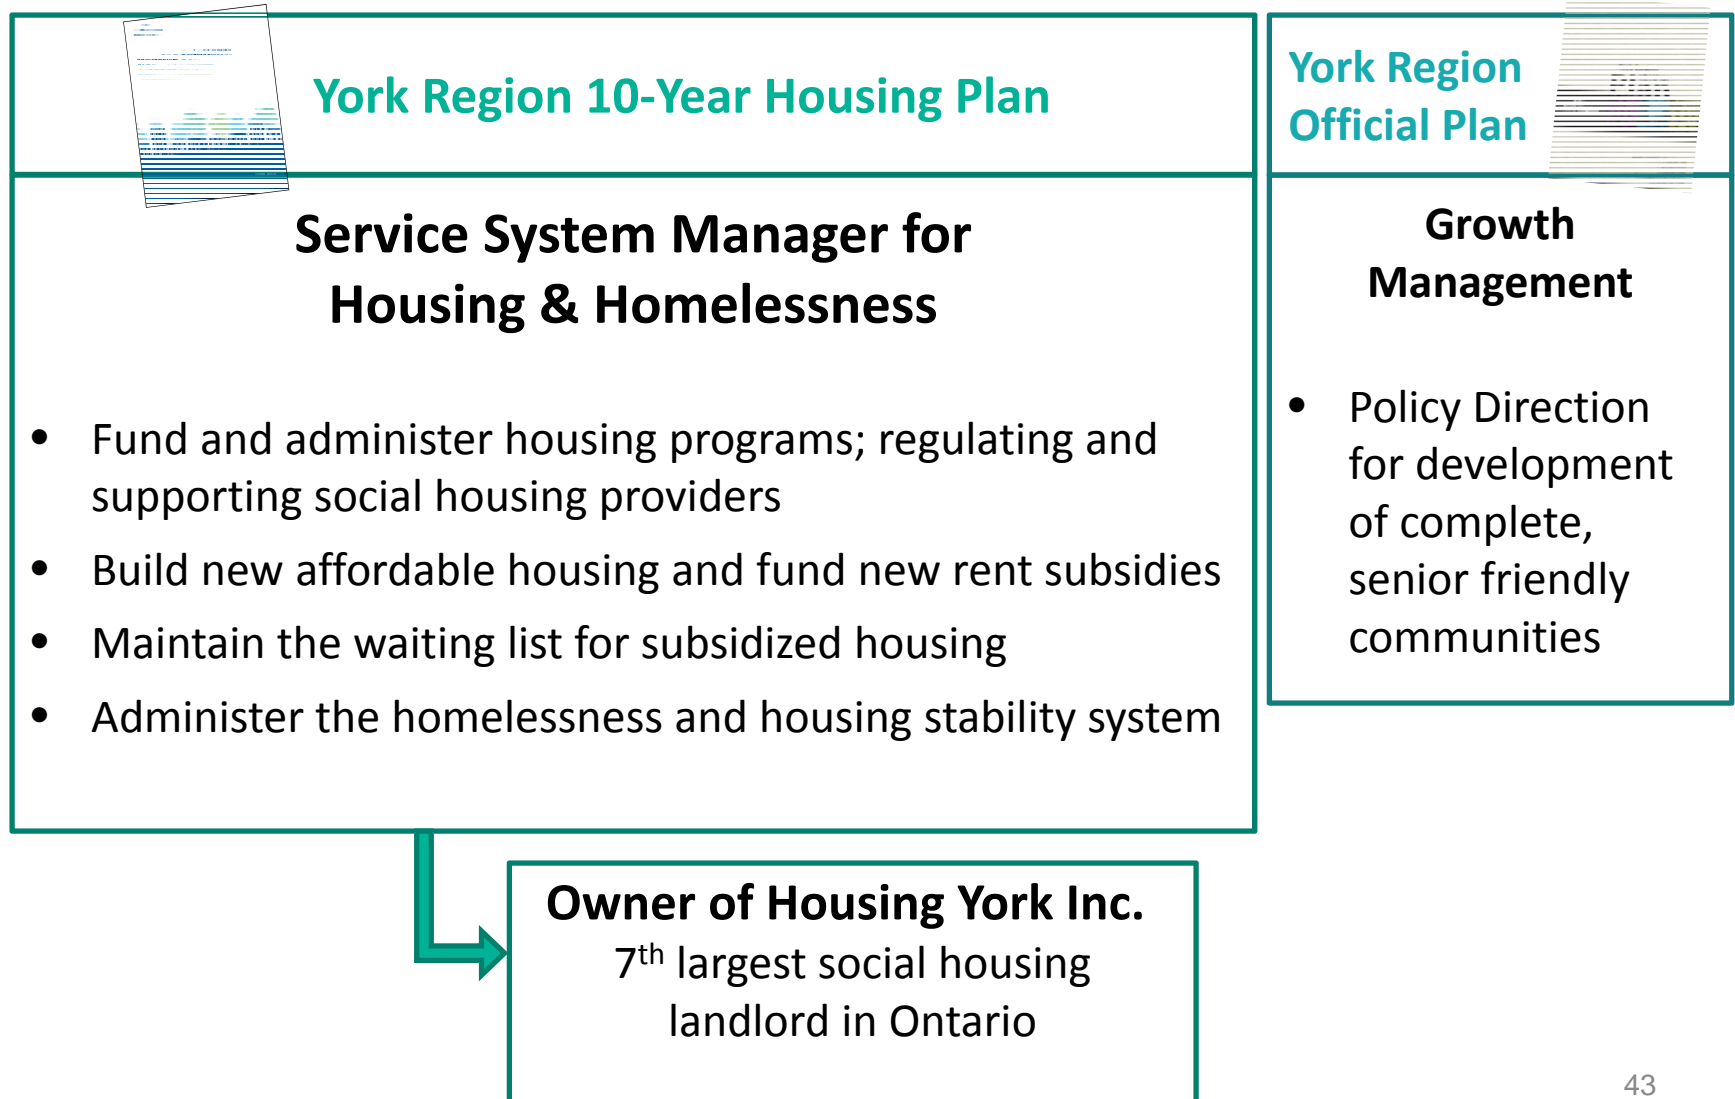 York Region 10-Year Housing Plan
Service System Manager for
Housing & Homelessness
• Fund and administer housing programs; regulating and
supporting social housing providers
• Build new affordable housing and fund new rent subsidies
• Maintain the waiting list for subsidized housing
• Administer the homelessness and housing stability system
York Region
Official Plan
Growth
Management
• Policy Direction
for development
of complete,
senior friendly
communities
Owner of Housing York Inc.
7th largest social housing
landlord in Ontario
43